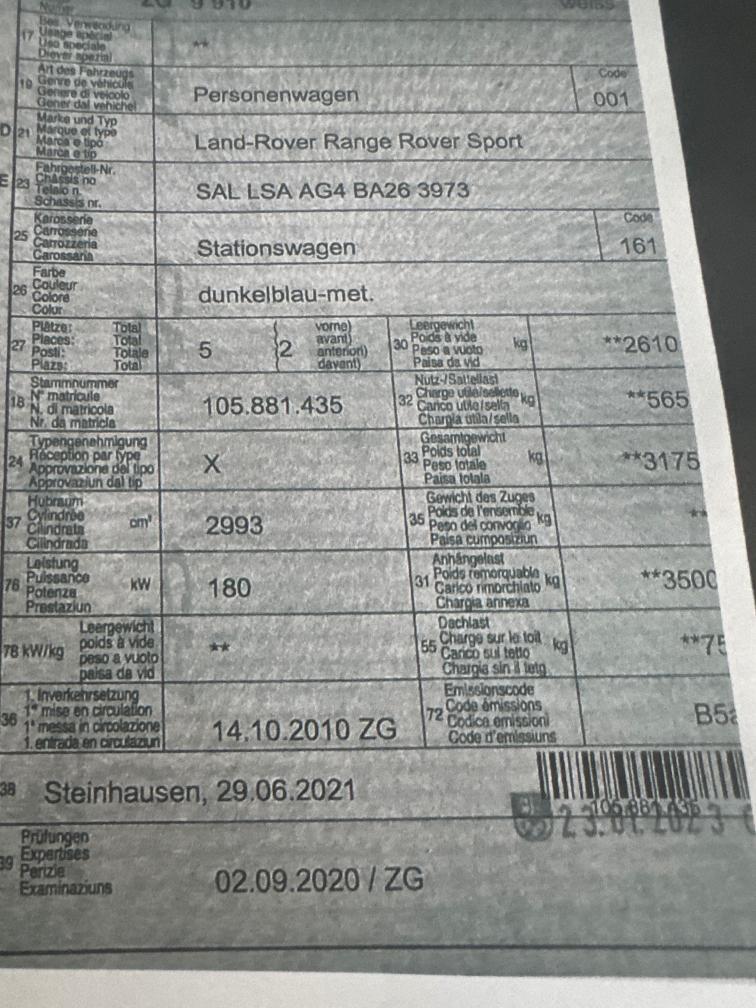 17 Bes. Verwendung
Usage spécial
Uso speciale
Diever spezial
**
19 Art des Fahrzeugs
Genre de véhicule
Genere di veicolo
Gener dal vehichel
Personenwagen
Code
001
D 21 Marke und Typ
Marque et type
Marca e tipo
Marca e tip
Land-Rover Range Rover Sport
E 23 Fahrgestell-Nr.
Châssis no
Telaio n.
Schassis nr.
SAL LSA AG4 BA26 3973
25 Karosserie
Carrosserie
Carrozzeria
Carossaria
Stationswagen
Code
161
26 Farbe
Couleur
Colore
Colur
dunkelblau-met.
27 Plätze: Total
Places: Total
Posti: Totale
Plazs: Total
5
2
vorne)
avant)
anteriori)
davant)
30 Leergewicht
Poids à vide
Peso a vuoto
Paisa da vid
kg
**2610
18 Stammnummer
N° matricule
N. di matricola
Nr. da matricla
105.881.435
32 Nutz-/Sattellast
Charge utile/sellette
Carico utile/sella
Chargia utila/sella
kg
**565
24 Typengenehmigung
Réception par type
Approvazione del tipo
Approvaziun dal tip
X
33 Gesamtgewicht
Poids total
Peso totale
Paisa totala
kg
**3175
37 Hubraum
Cylindrée
Cilindrata
Cilindrada
cm³
2993
35 Gewicht des Zuges
Poids de l'ensemble
Peso del convoglio
Paisa cumposiziun
kg
**
76 Leistung
Puissance
Potenza
Prestaziun
kW
180
31 Anhängelast
Poids remorquable
Carico rimorchiato
Chargia annexa
kg
**3500
78 kW/kg
Leergewicht
poids à vide
peso a vuoto
paisa da vid
**
55 Dachlast
Charge sur le toit
Carico sul tetto
Chargia sin il tetg
kg
**75
36 1. Inverkehrsetzung
1re mise en circulation
1a messa in circolazione
1. entrada en circulaziun
14.10.2010 ZG
72 Emissionscode
Code émissions
Codice emissioni
Code d'emissiuns
B5a
38 Steinhausen, 29.06.2021
23.01.2023
39 Prüfungen
Expertises
Perizie
Examinaziuns
02.09.2020 / ZG